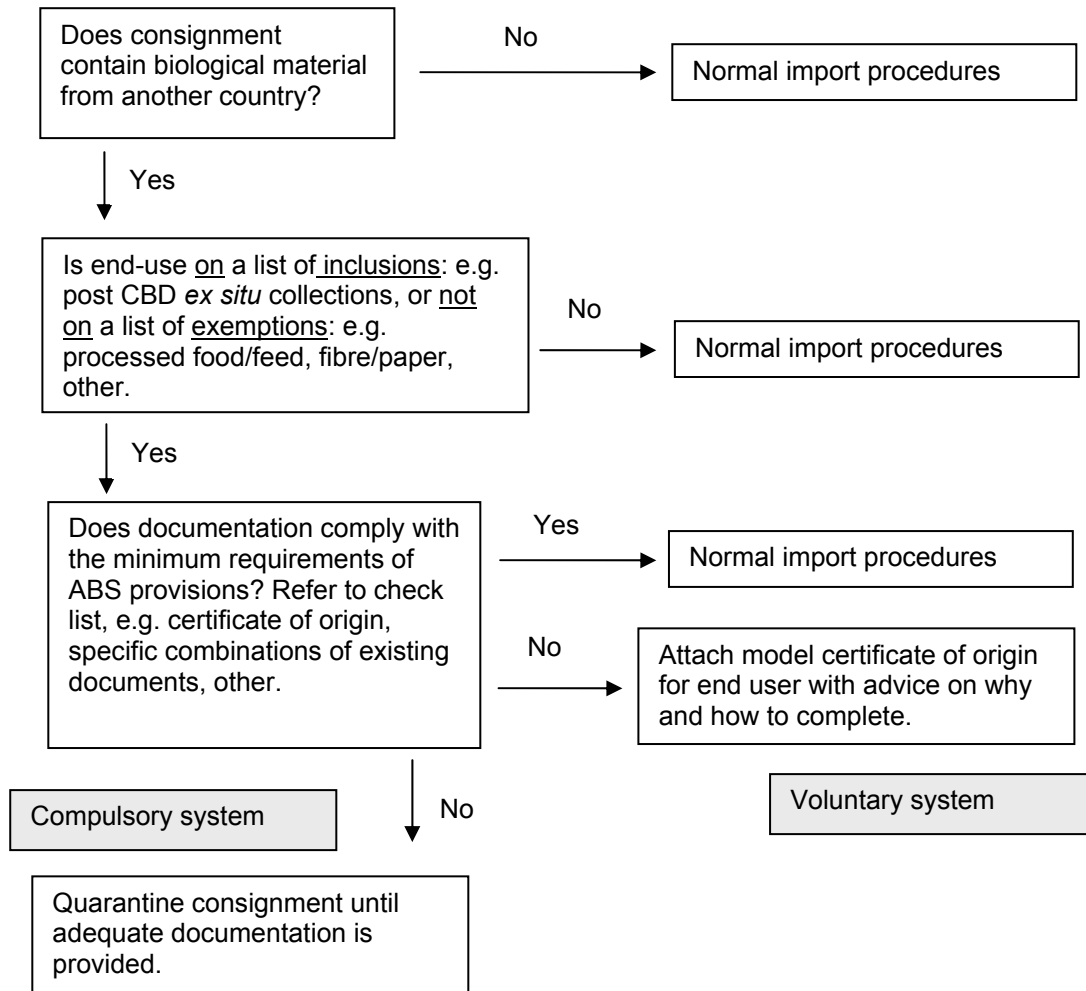 Does consignment
contain biological material
from another country?
No
Normal import procedures
Yes
Is end-use on a list of inclusions: e.g.
post CBD ex situ collections, or not
on a list of exemptions: e.g.
processed food/feed, fibre/paper,
other.
No
Normal import procedures
Yes
Does documentation comply with
the minimum requirements of
ABS provisions? Refer to check
list, e.g. certificate of origin,
specific combinations of existing
documents, other.
Yes
Normal import procedures
No
Attach model certificate of origin
for end user with advice on why
and how to complete.
Compulsory system
No
Voluntary system
Quarantine consignment until
adequate documentation is
provided.